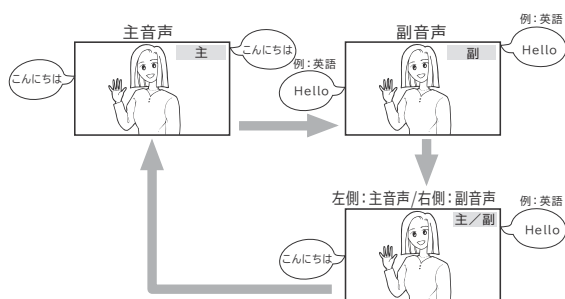 主音声
主
こんにちは
こんにちは
副音声
副
例：英語
Hello
例：英語
Hello
左側：主音声/右側：副音声
主／副
こんにちは
例：英語
Hello